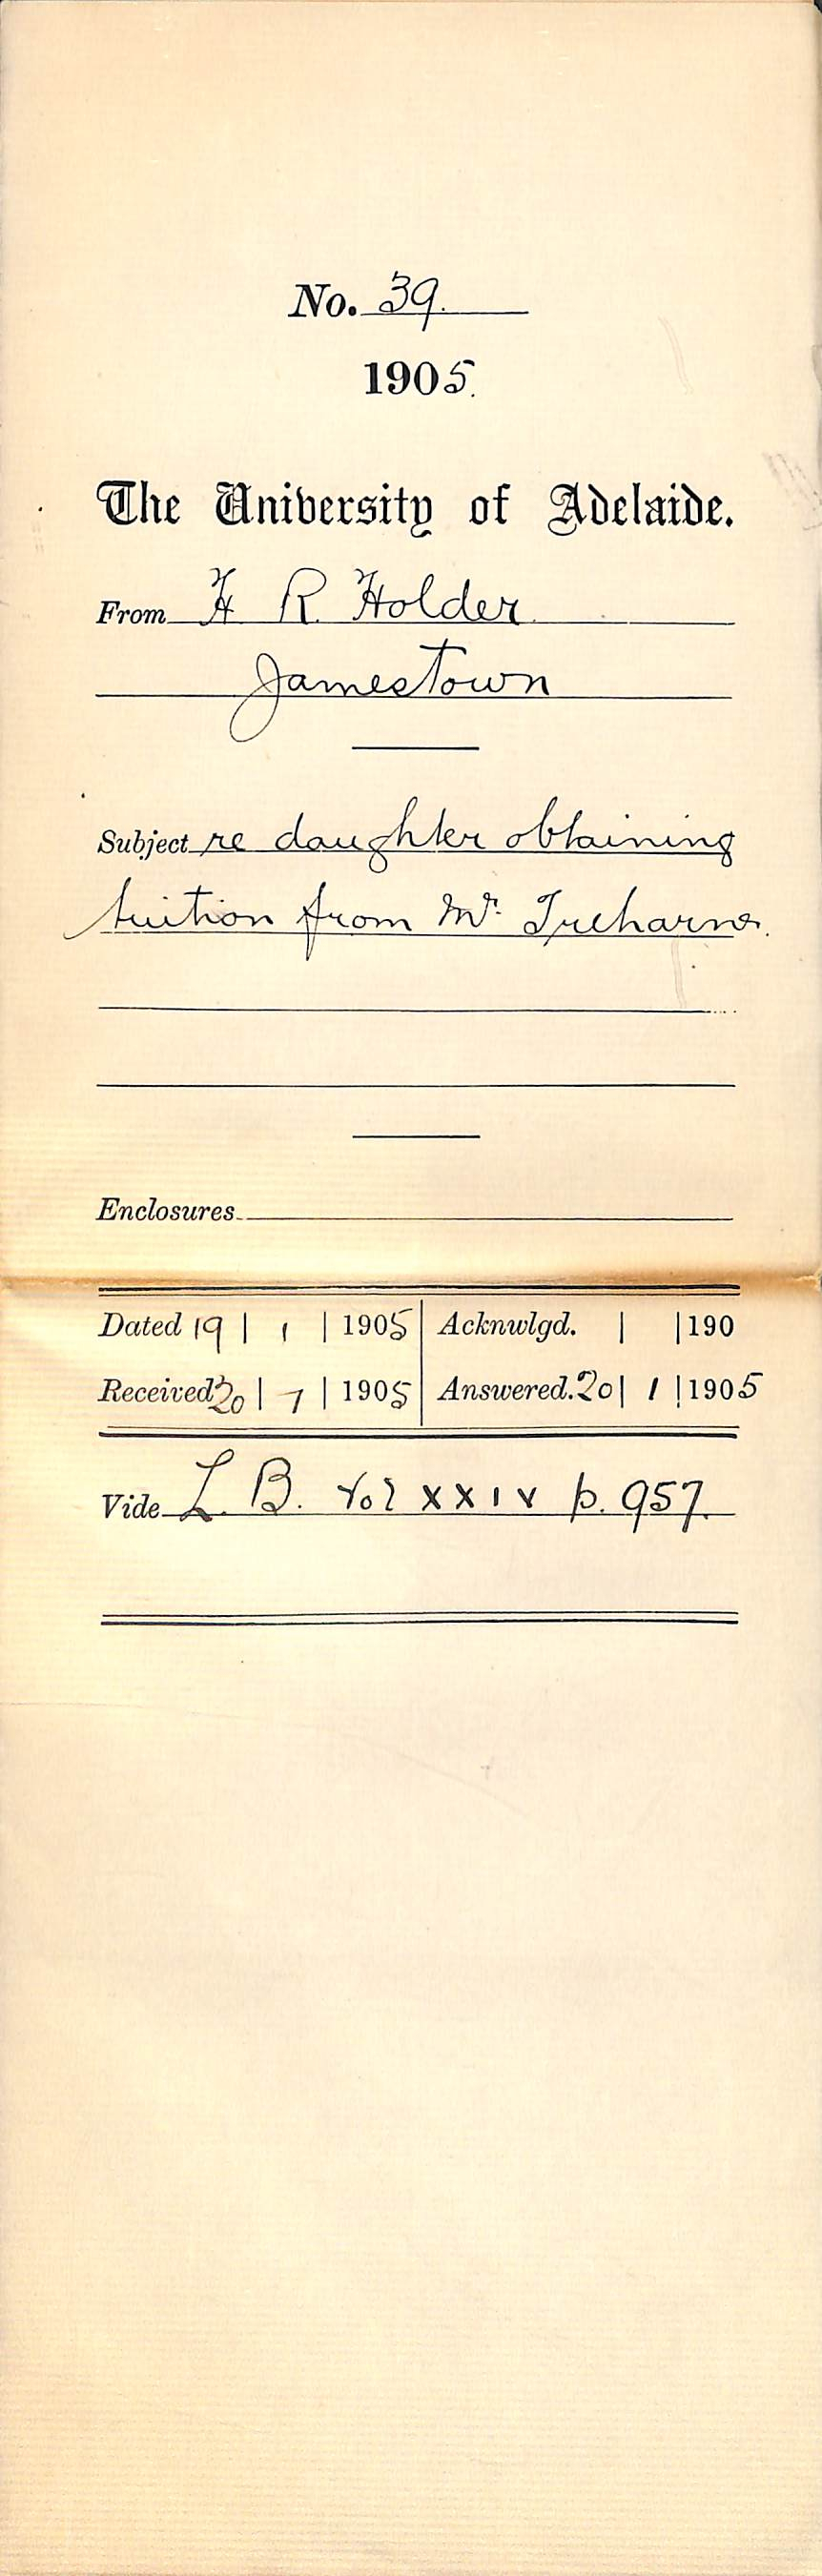 No. 39.
1905.
The University of Adelaide.
From H R. Holder.
Jamestown
Subject re daughter obtaining
tuition from Mr. Treharne.
Enclosures
Dated 19 | 1 | 1905 Acknwlgd. | | 190
Received 20 | 1 | 1905 Answered. 20 | 1 | 1905
Vide L. B. Vol XXIV p. 957.